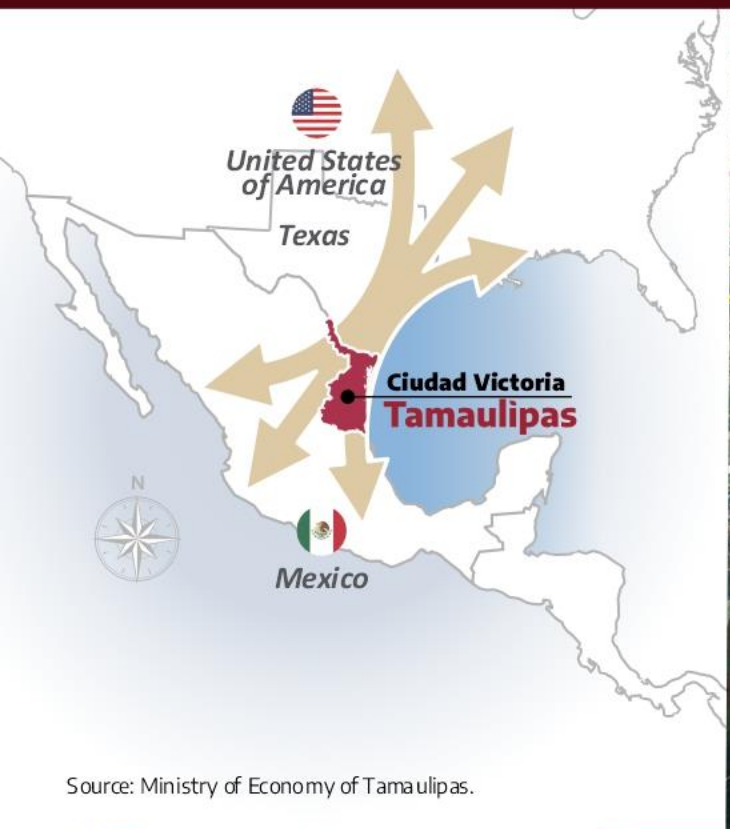 United States
of America
Texas
Ciudad Victoria
Tamaulipas
N
Mexico
Source: Ministry of Economy of Tamaulipas.